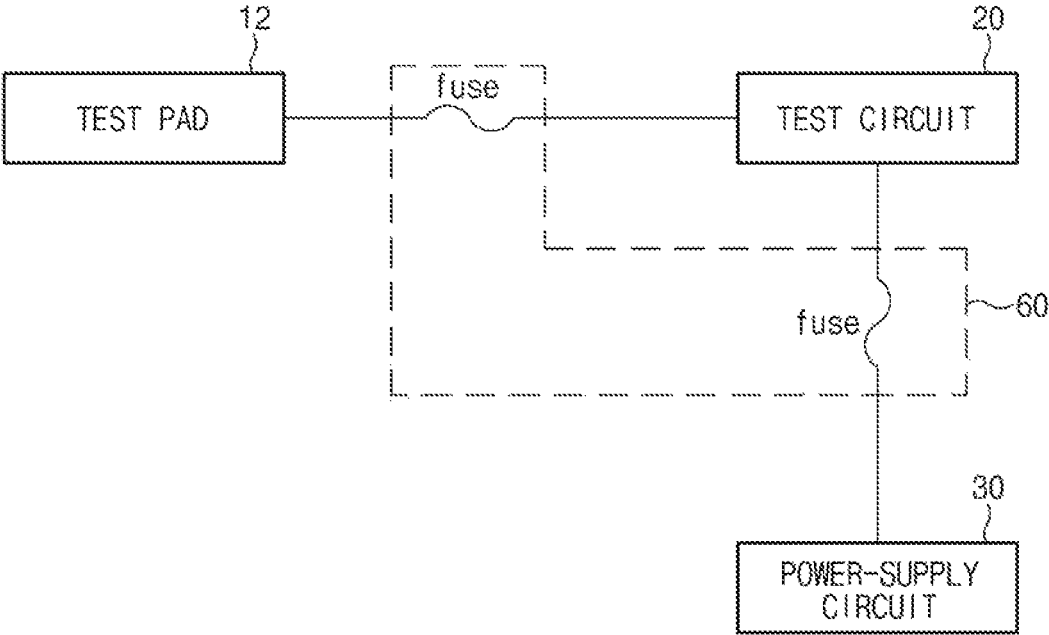 12
20
fuse
TEST PAD
TEST CIRCUIT
fuse
60
30
POWER-SUPPLY
CIRCUIT